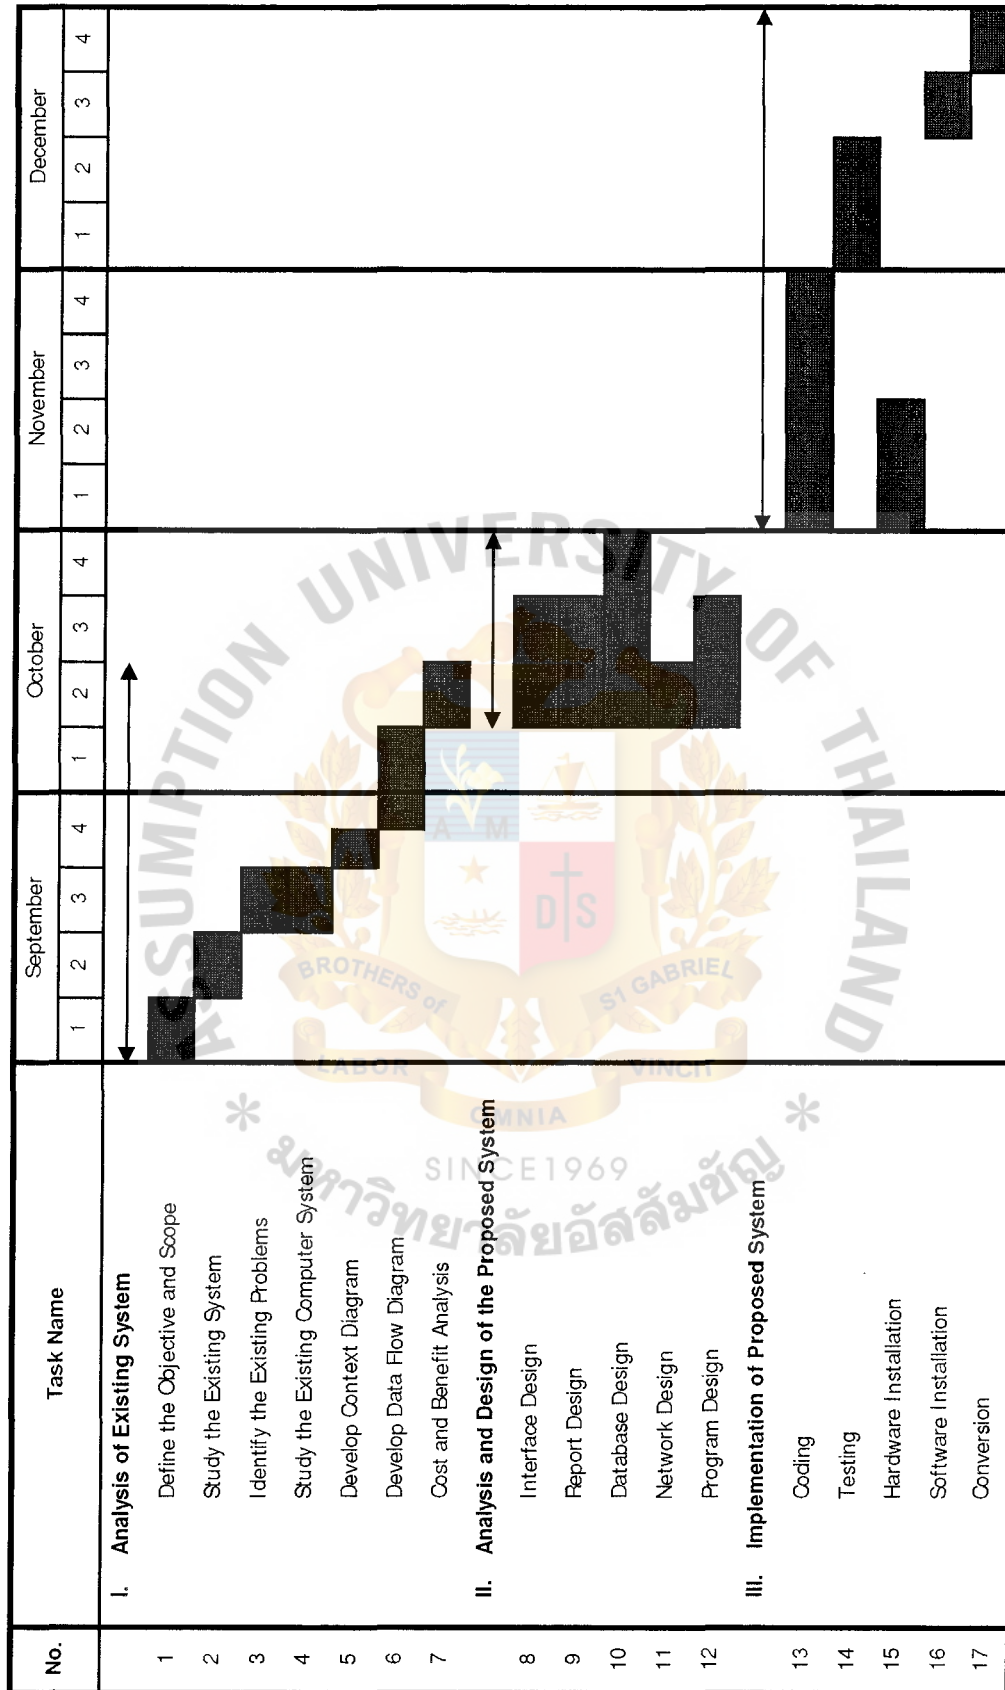 No. Task Name September October November December
1 2 3 4 1 2 3 4 1 2 3 4 1 2 3 4
I. Analysis of Existing System
1 Define the Objective and Scope
2 Study the Existing System
3 Identify the Existing Problems
4 Study the Existing Computer System
5 Develop Context Diagram
6 Develop Data Flow Diagram
7 Cost and Benefit Analysis
II. Analysis and Design of the Proposed System
8 Interface Design
9 Report Design
10 Database Design
11 Network Design
12 Program Design
III. Implementation of Proposed System
13 Coding
14 Testing
15 Hardware Installation
16 Software Installation
17 Conversion
ASSUMPTION UNIVERSITY OF THAILAND
A M
D S
BROTHERS of ST GABRIEL
LABOR OMNIA VINCIT
* SINCE1969 *
มหาวิทยาลัยอัสสัมชัญ